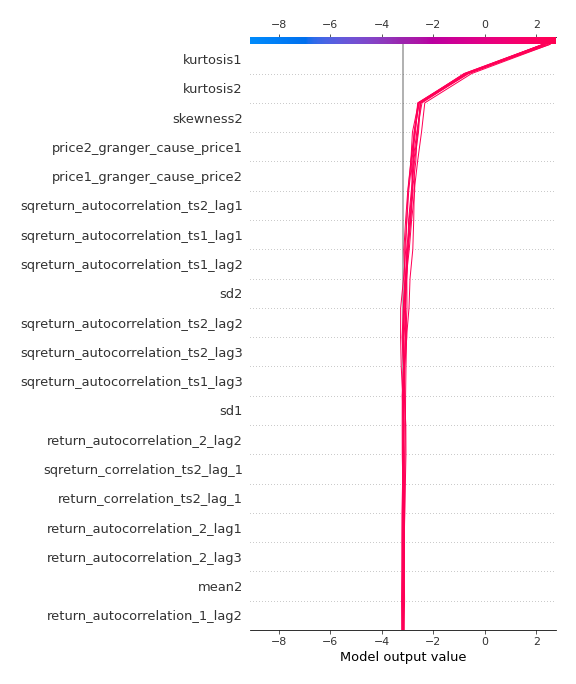 −8 −6 −4 −2 0 2
kurtosis1
kurtosis2
skewness2
price2_granger_cause_price1
price1_granger_cause_price2
sqreturn_autocorrelation_ts2_lag1
sqreturn_autocorrelation_ts1_lag1
sqreturn_autocorrelation_ts1_lag2
sd2
sqreturn_autocorrelation_ts2_lag2
sqreturn_autocorrelation_ts2_lag3
sqreturn_autocorrelation_ts1_lag3
sd1
return_autocorrelation_2_lag2
sqreturn_correlation_ts2_lag_1
return_correlation_ts2_lag_1
return_autocorrelation_2_lag1
return_autocorrelation_2_lag3
mean2
return_autocorrelation_1_lag2
−8 −6 −4 −2 0 2
Model output value